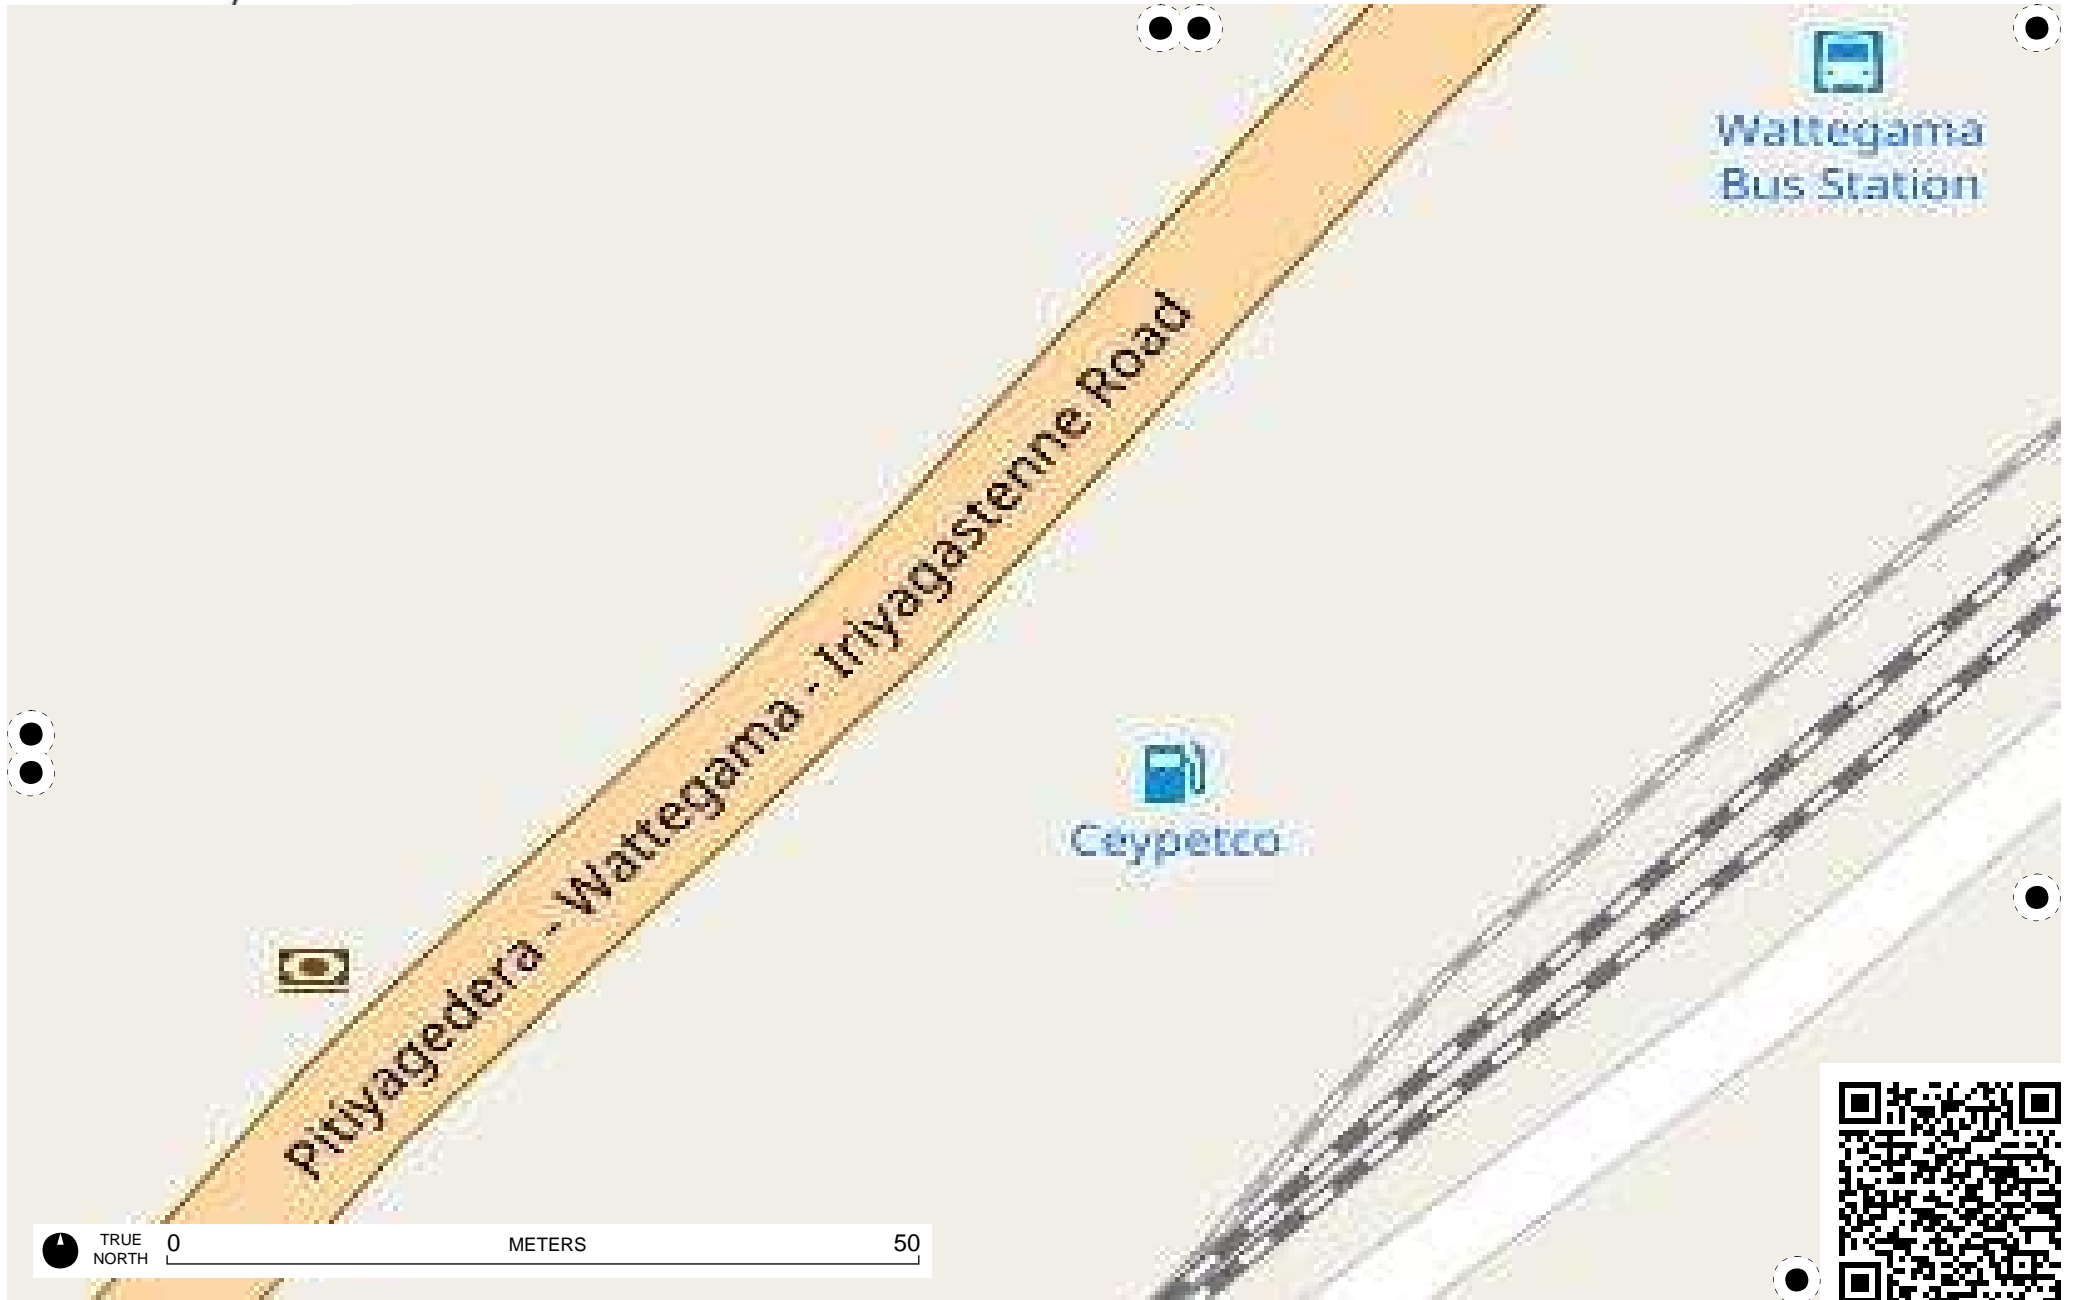 Wattegama
Bus Station
Pitiyagedera - Wattegama - Iriyagastenne Road
Ceypetco
TRUE
NORTH
0 METERS 50